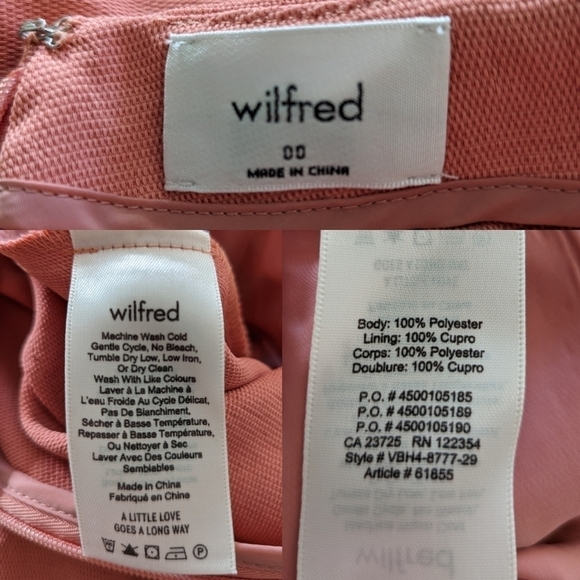 wilfred
00
MADE IN CHINA
wilfred
Machine Wash Cold
Gentle Cycle, No Bleach,
Tumble Dry Low, Low Iron,
Or Dry Clean
Wash With Like Colours
Laver à La Machine à
L'eau Froide Au Cycle Délicat,
Pas De Blanchiment,
Sécher à Basse Température,
Repasser à Basse Température,
Ou Nettoyer à Sec
Laver Avec Des Couleurs
Semblables
Made in China
Fabriqué en Chine
A LITTLE LOVE
GOES A LONG WAY
P
Body: 100% Polyester
Lining: 100% Cupro
Corps: 100% Polyester
Doublure: 100% Cupro
P.O. # 4500105185
P.O. # 4500105189
P.O. # 4500105190
CA 23725 RN 122354
Style # VBH4-8777-29
Article # 61855